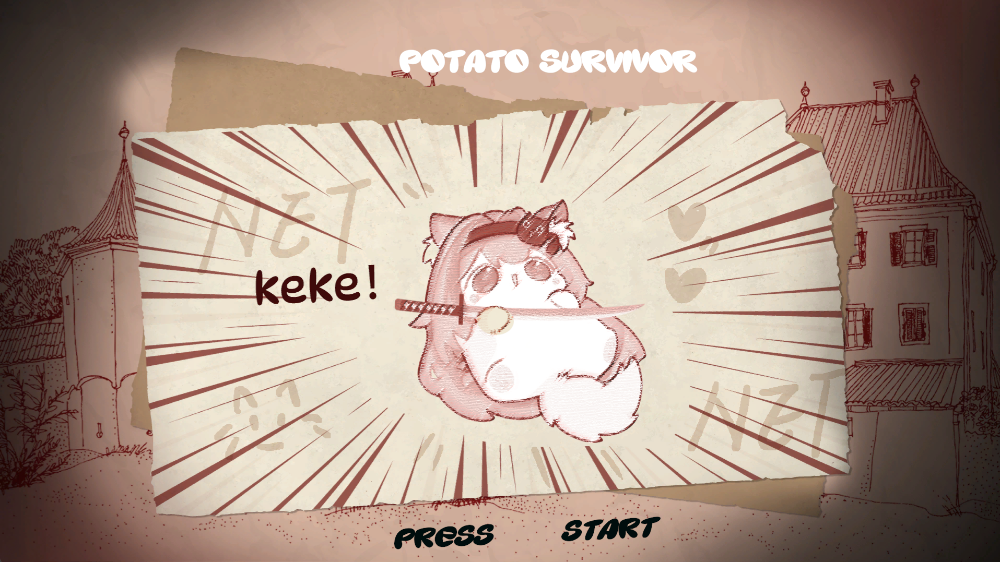 POTATO SURVIVOR
NET
keke!
NET
PRESS START